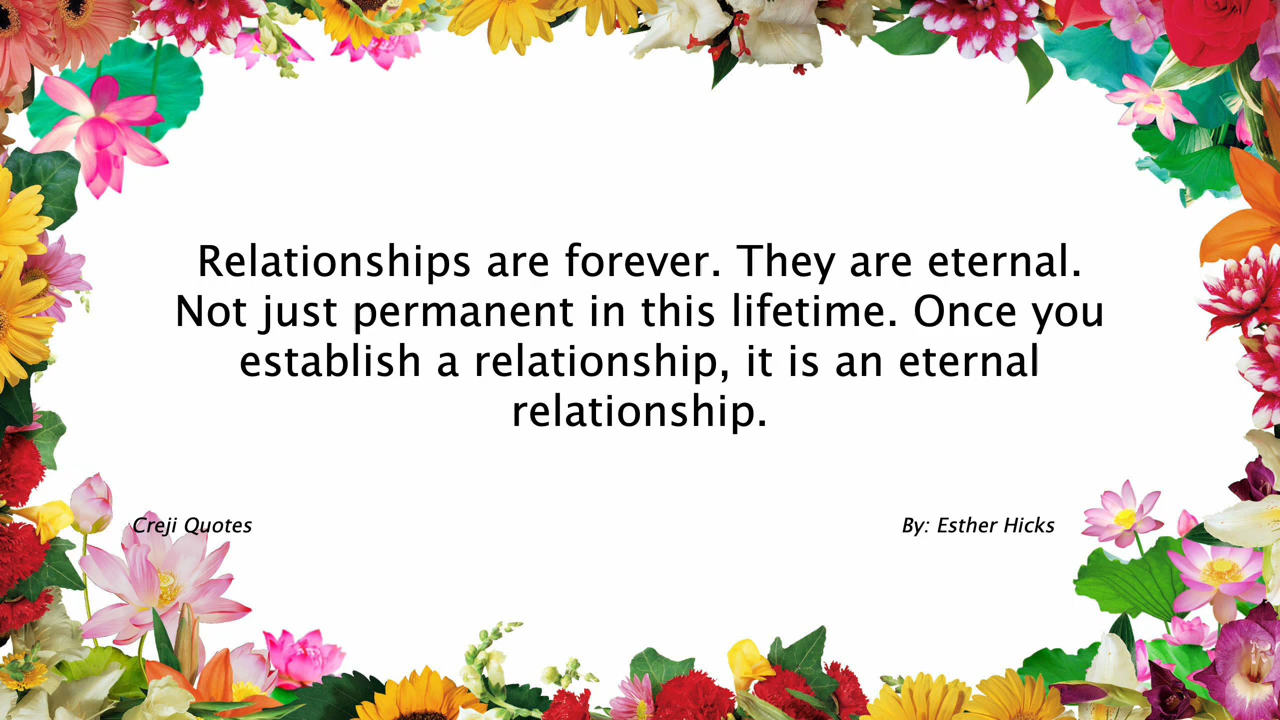 Relationships are forever. They are eternal.
Not just permanent in this lifetime. Once you
establish a relationship, it is an eternal
relationship.
Creji Quotes
By: Esther Hicks